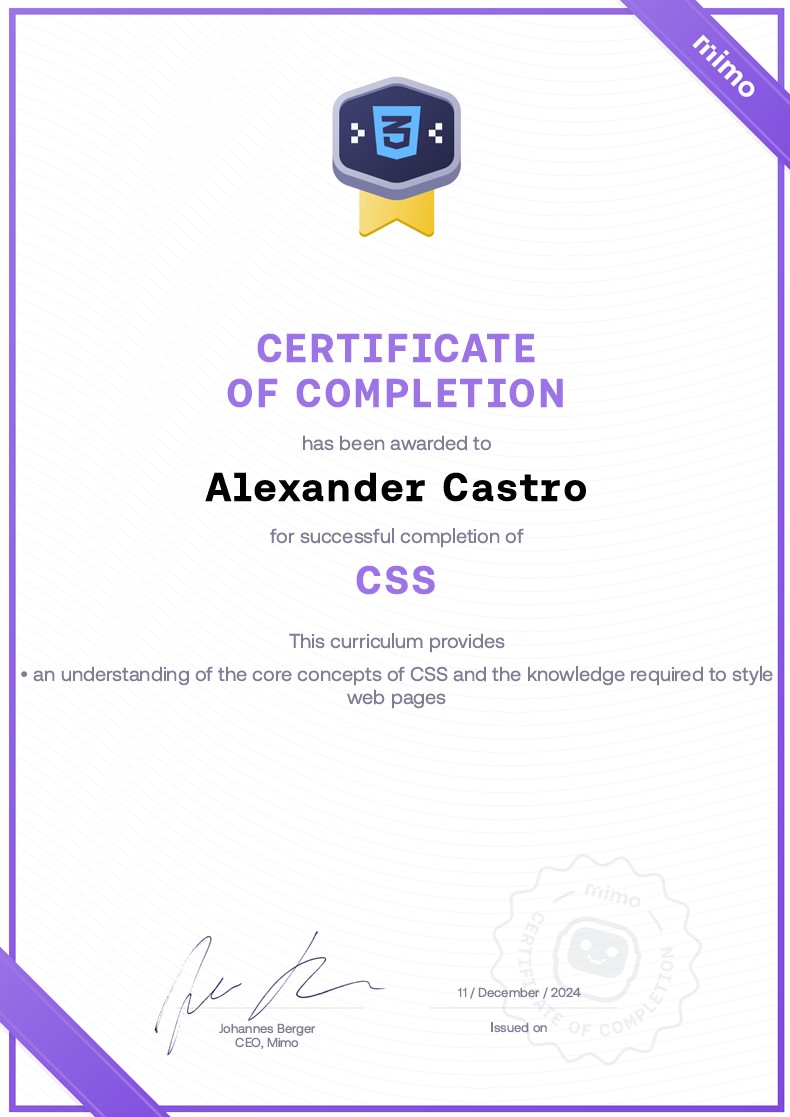 mimo
CERTIFICATE
OF COMPLETION
has been awarded to
Alexander Castro
for successful completion of
CSS
This curriculum provides
• an understanding of the core concepts of CSS and the knowledge required to style
web pages
mimo
CERTIFICATE OF COMPLETION
11 / December / 2024
Johannes Berger
CEO, Mimo
Issued on